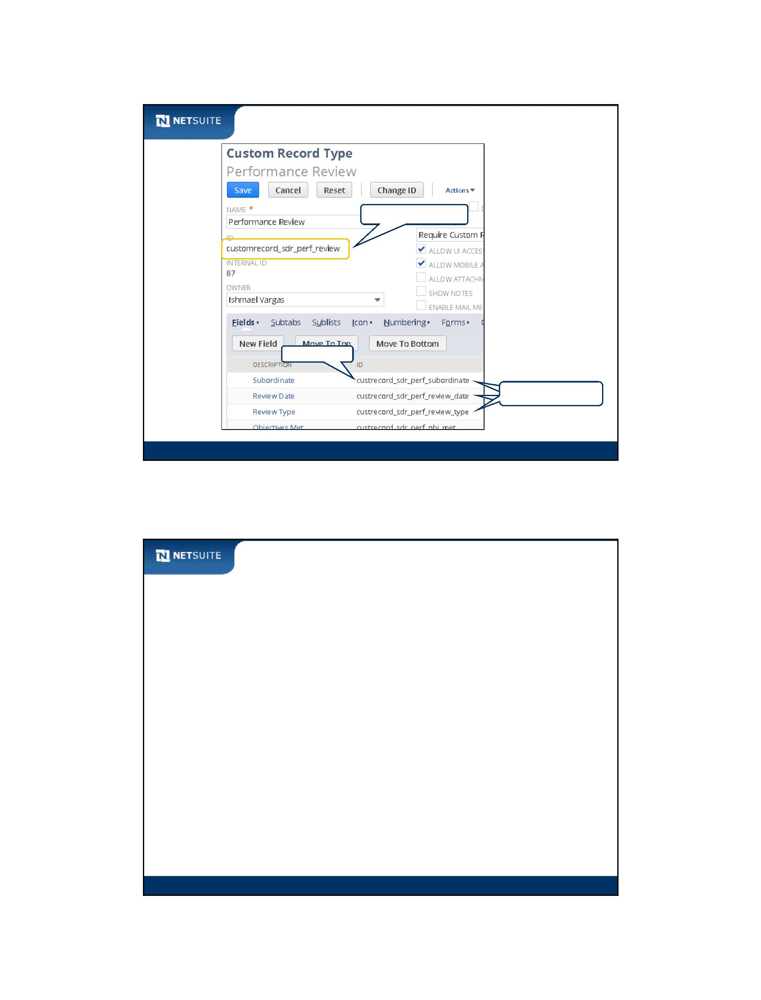 NETSUITE
Custom Record Type
Performance Review
Save Cancel Reset Change ID Actions
NAME *
Performance Review
ID
customrecord_sdr_perf_review
INTERNAL ID
87
OWNER
Ishmael Vargas
Require Custom R
ALLOW UI ACCES
ALLOW MOBILE A
ALLOW ATTACHM
SHOW NOTES
ENABLE MAIL ME
Fields Subtabs Sublists Icon Numbering Forms
New Field Move To Top Move To Bottom
DESCRIPTION ID
Subordinate custrecord_sdr_perf_subordinate
Review Date custrecord_sdr_perf_review_date
Review Type custrecord_sdr_perf_review_type
Objectives Met custrecord_sdr_perf_obj_met
NETSUITE